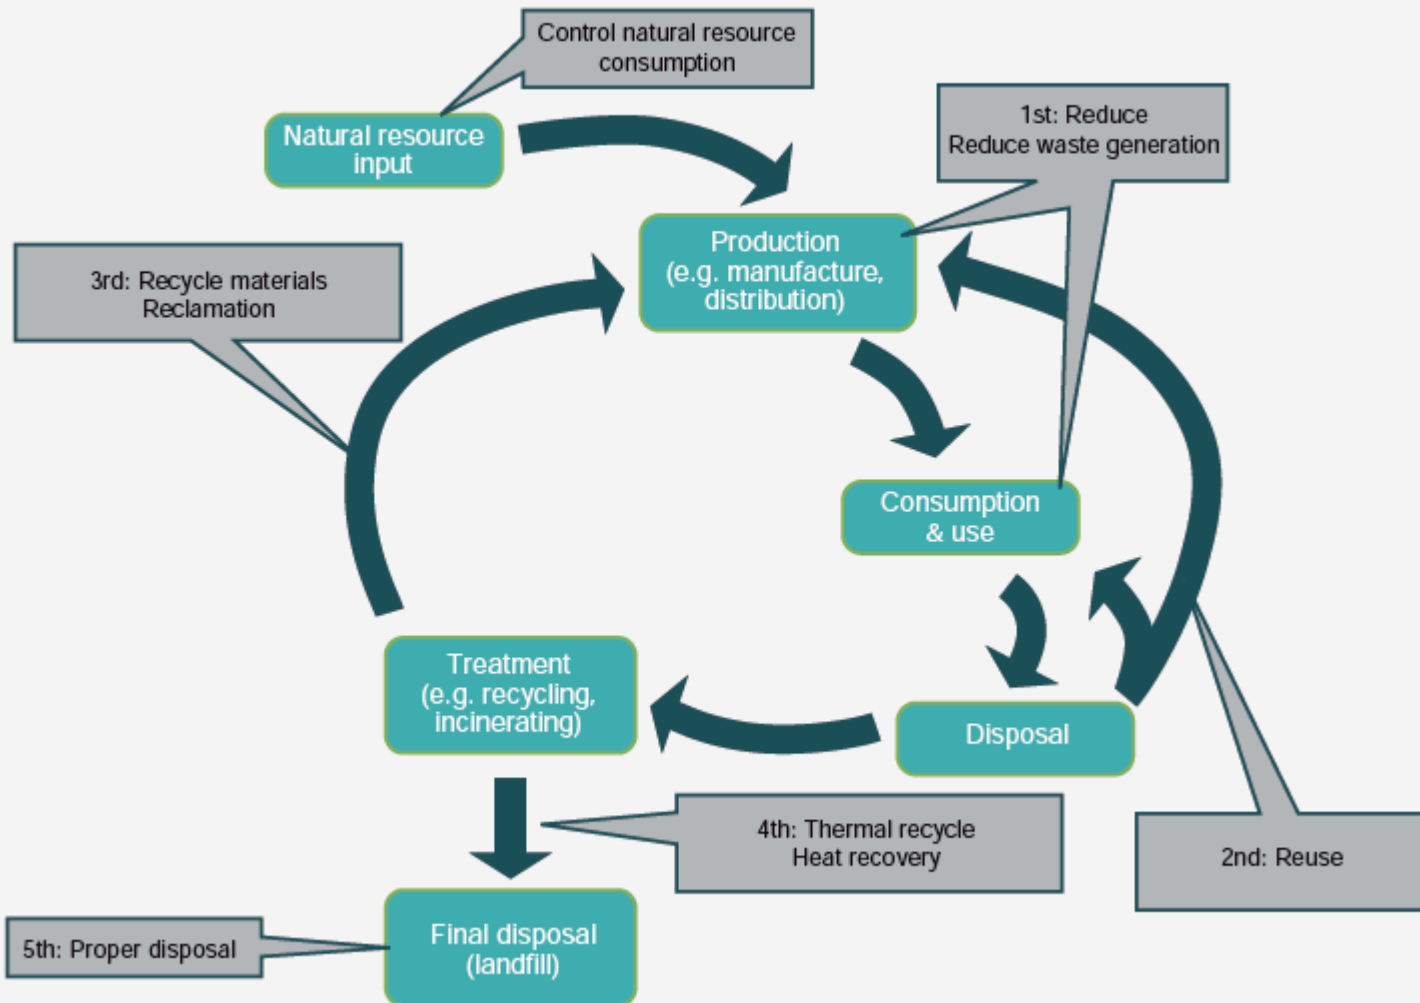 Control natural resource
consumption
Natural resource
input
1st: Reduce
Reduce waste generation
Production
(e.g. manufacture,
distribution)
3rd: Recycle materials
Reclamation
Consumption
& use
Treatment
(e.g. recycling,
incinerating)
Disposal
4th: Thermal recycle
Heat recovery
2nd: Reuse
Final disposal
(landfill)
5th: Proper disposal